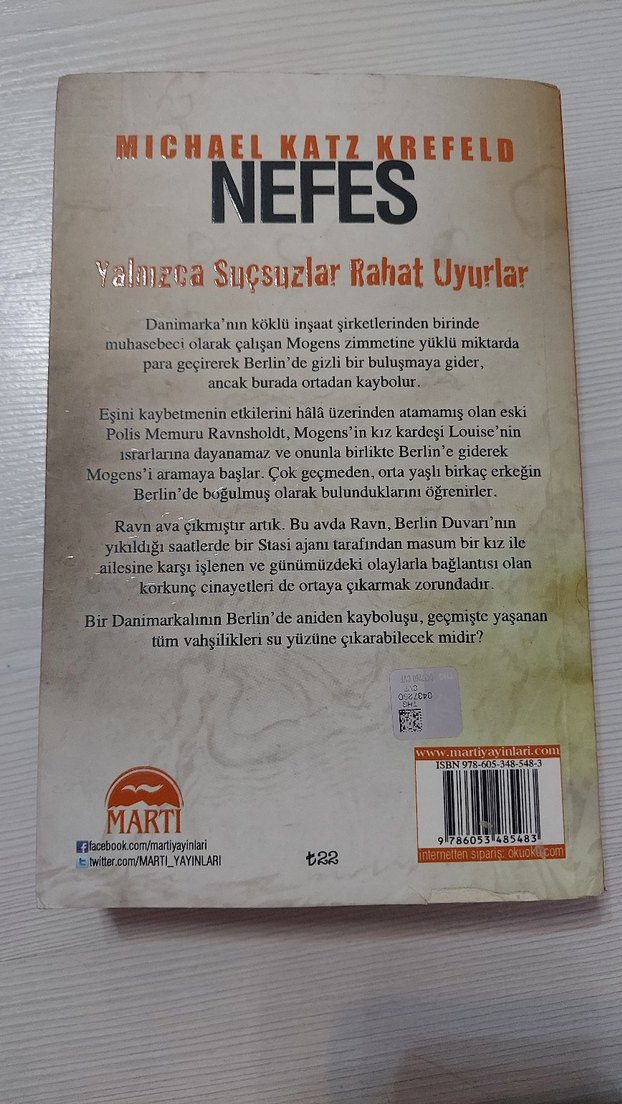 MICHAEL KATZ KREFELD
NEFES
Yalnızca Suçsuzlar Rahat Uyurlar
Danimarka'nın köklü inşaat şirketlerinden birinde
muhasebeci olarak çalışan Mogens zimmetine yüklü miktarda
para geçirerek Berlin'de gizli bir buluşmaya gider,
ancak burada ortadan kaybolur.
Eşini kaybetmenin etkilerini hâlâ üzerinden atamamış olan eski
Polis Memuru Ravnsholdt, Mogens'in kız kardeşi Louise'nin
ısrarlarına dayanamaz ve onunla birlikte Berlin'e giderek
Mogens'i aramaya başlar. Çok geçmeden, orta yaşlı birkaç erkeğin
Berlin'de boğulmuş olarak bulunduklarını öğrenirler.
Ravn ava çıkmıştır artık. Bu avda Ravn, Berlin Duvarı'nın
yıkıldığı saatlerde bir Stasi ajanı tarafından masum bir kız ile
ailesine karşı işlenen ve günümüzdeki olaylarla bağlantısı olan
korkunç cinayetleri de ortaya çıkarmak zorundadır.
Bir Danimarkalının Berlin'de aniden kayboluşu, geçmişte yaşanan
tüm vahşilikleri su yüzüne çıkarabilecek midir?
THG
0437260
CVT
MARTI
facebook.com/martiyayinlari
twitter.com/MARTI_YAYINLARI
₺22
www.martiyayinlari.com
ISBN 978-605-348-548-3
9 786053 485483
internetten sipariş: okuoku.com